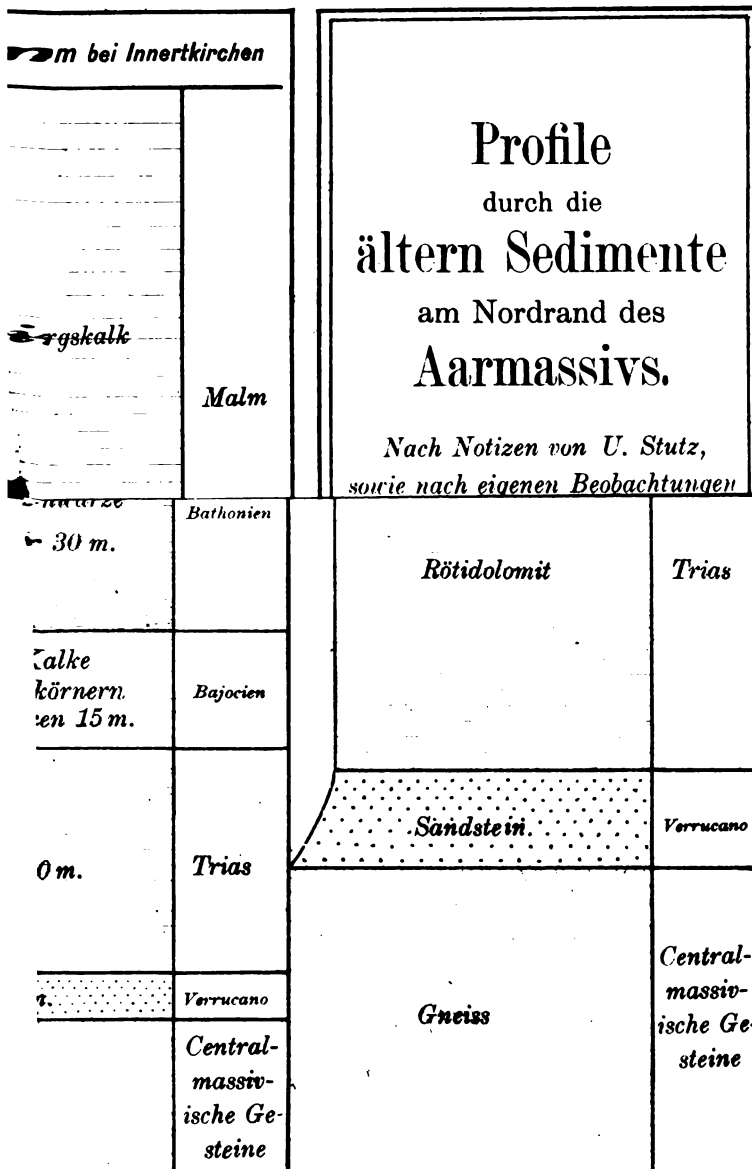 m bei Innertkirchen
rgskalk
Malm
Profile
durch die
ältern Sedimente
am Nordrand des
Aarmassivs.
Nach Notizen von U. Stutz,
sowie nach eigenen Beobachtungen
30 m.
Bathonien
alke
körnern
en 15 m.
Bajocien
0 m.
Trias
Verrucano
Central-
massiv-
ische Ge-
steine
Rötidolomit
Trias
Sandstein.
Verrucano
Gneiss
Central-
massiv-
ische Ge-
steine